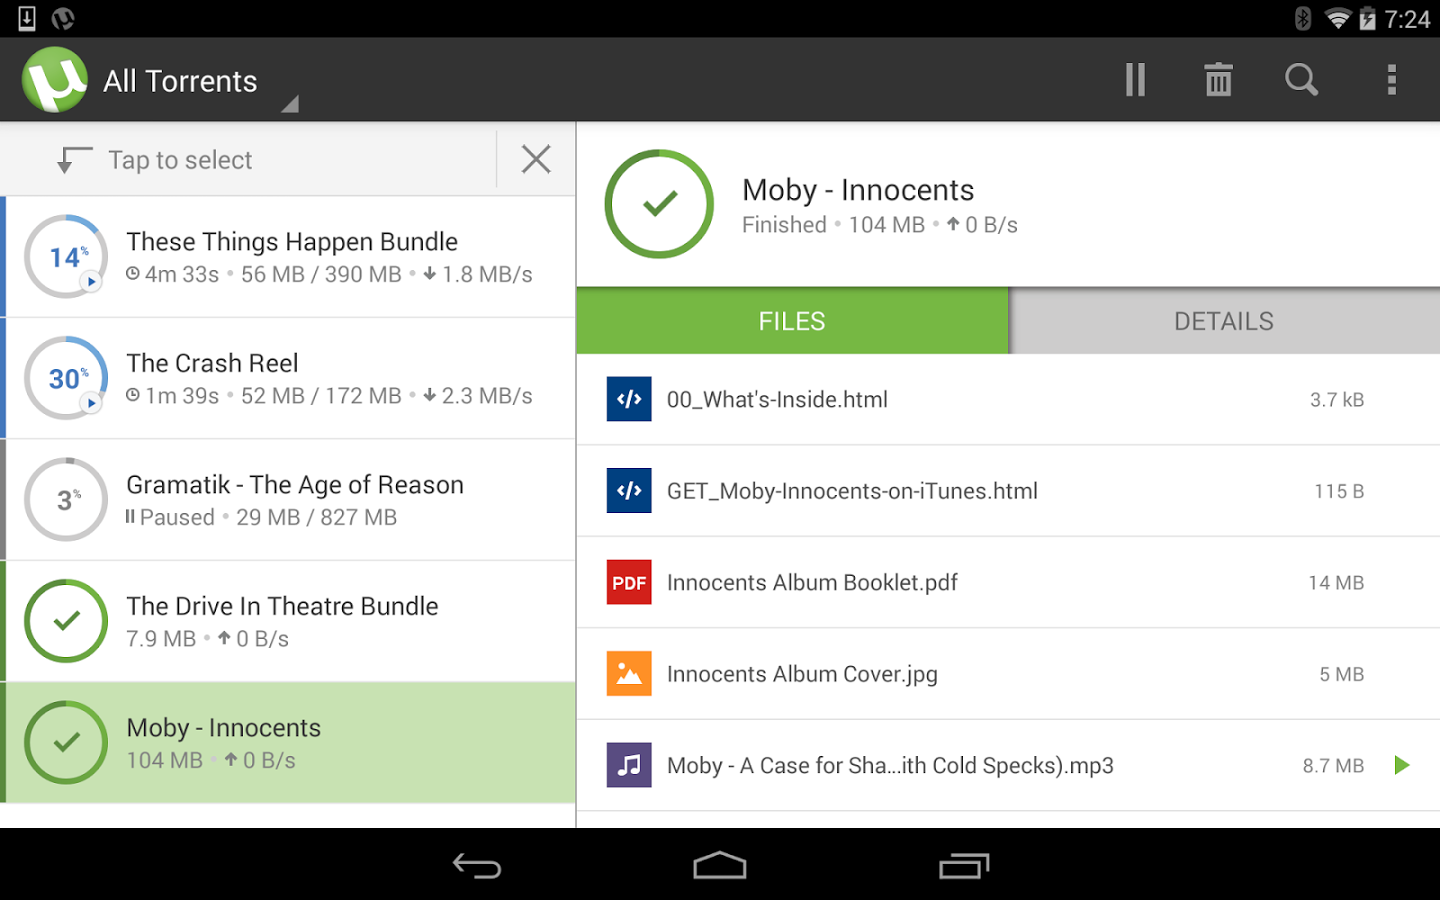 7:24
All Torrents
Tap to select
14%
These Things Happen Bundle
4m 33s • 56 MB / 390 MB • 1.8 MB/s
30%
The Crash Reel
1m 39s • 52 MB / 172 MB • 2.3 MB/s
3%
Gramatik - The Age of Reason
Paused • 29 MB / 827 MB
The Drive In Theatre Bundle
7.9 MB • 0 B/s
Moby - Innocents
104 MB • 0 B/s
Moby - Innocents
Finished • 104 MB • 0 B/s
FILES DETAILS
00_What's-Inside.html 3.7 kB
GET_Moby-Innocents-on-iTunes.html 115 B
PDF Innocents Album Booklet.pdf 14 MB
Innocents Album Cover.jpg 5 MB
Moby - A Case for Sha...ith Cold Specks).mp3 8.7 MB